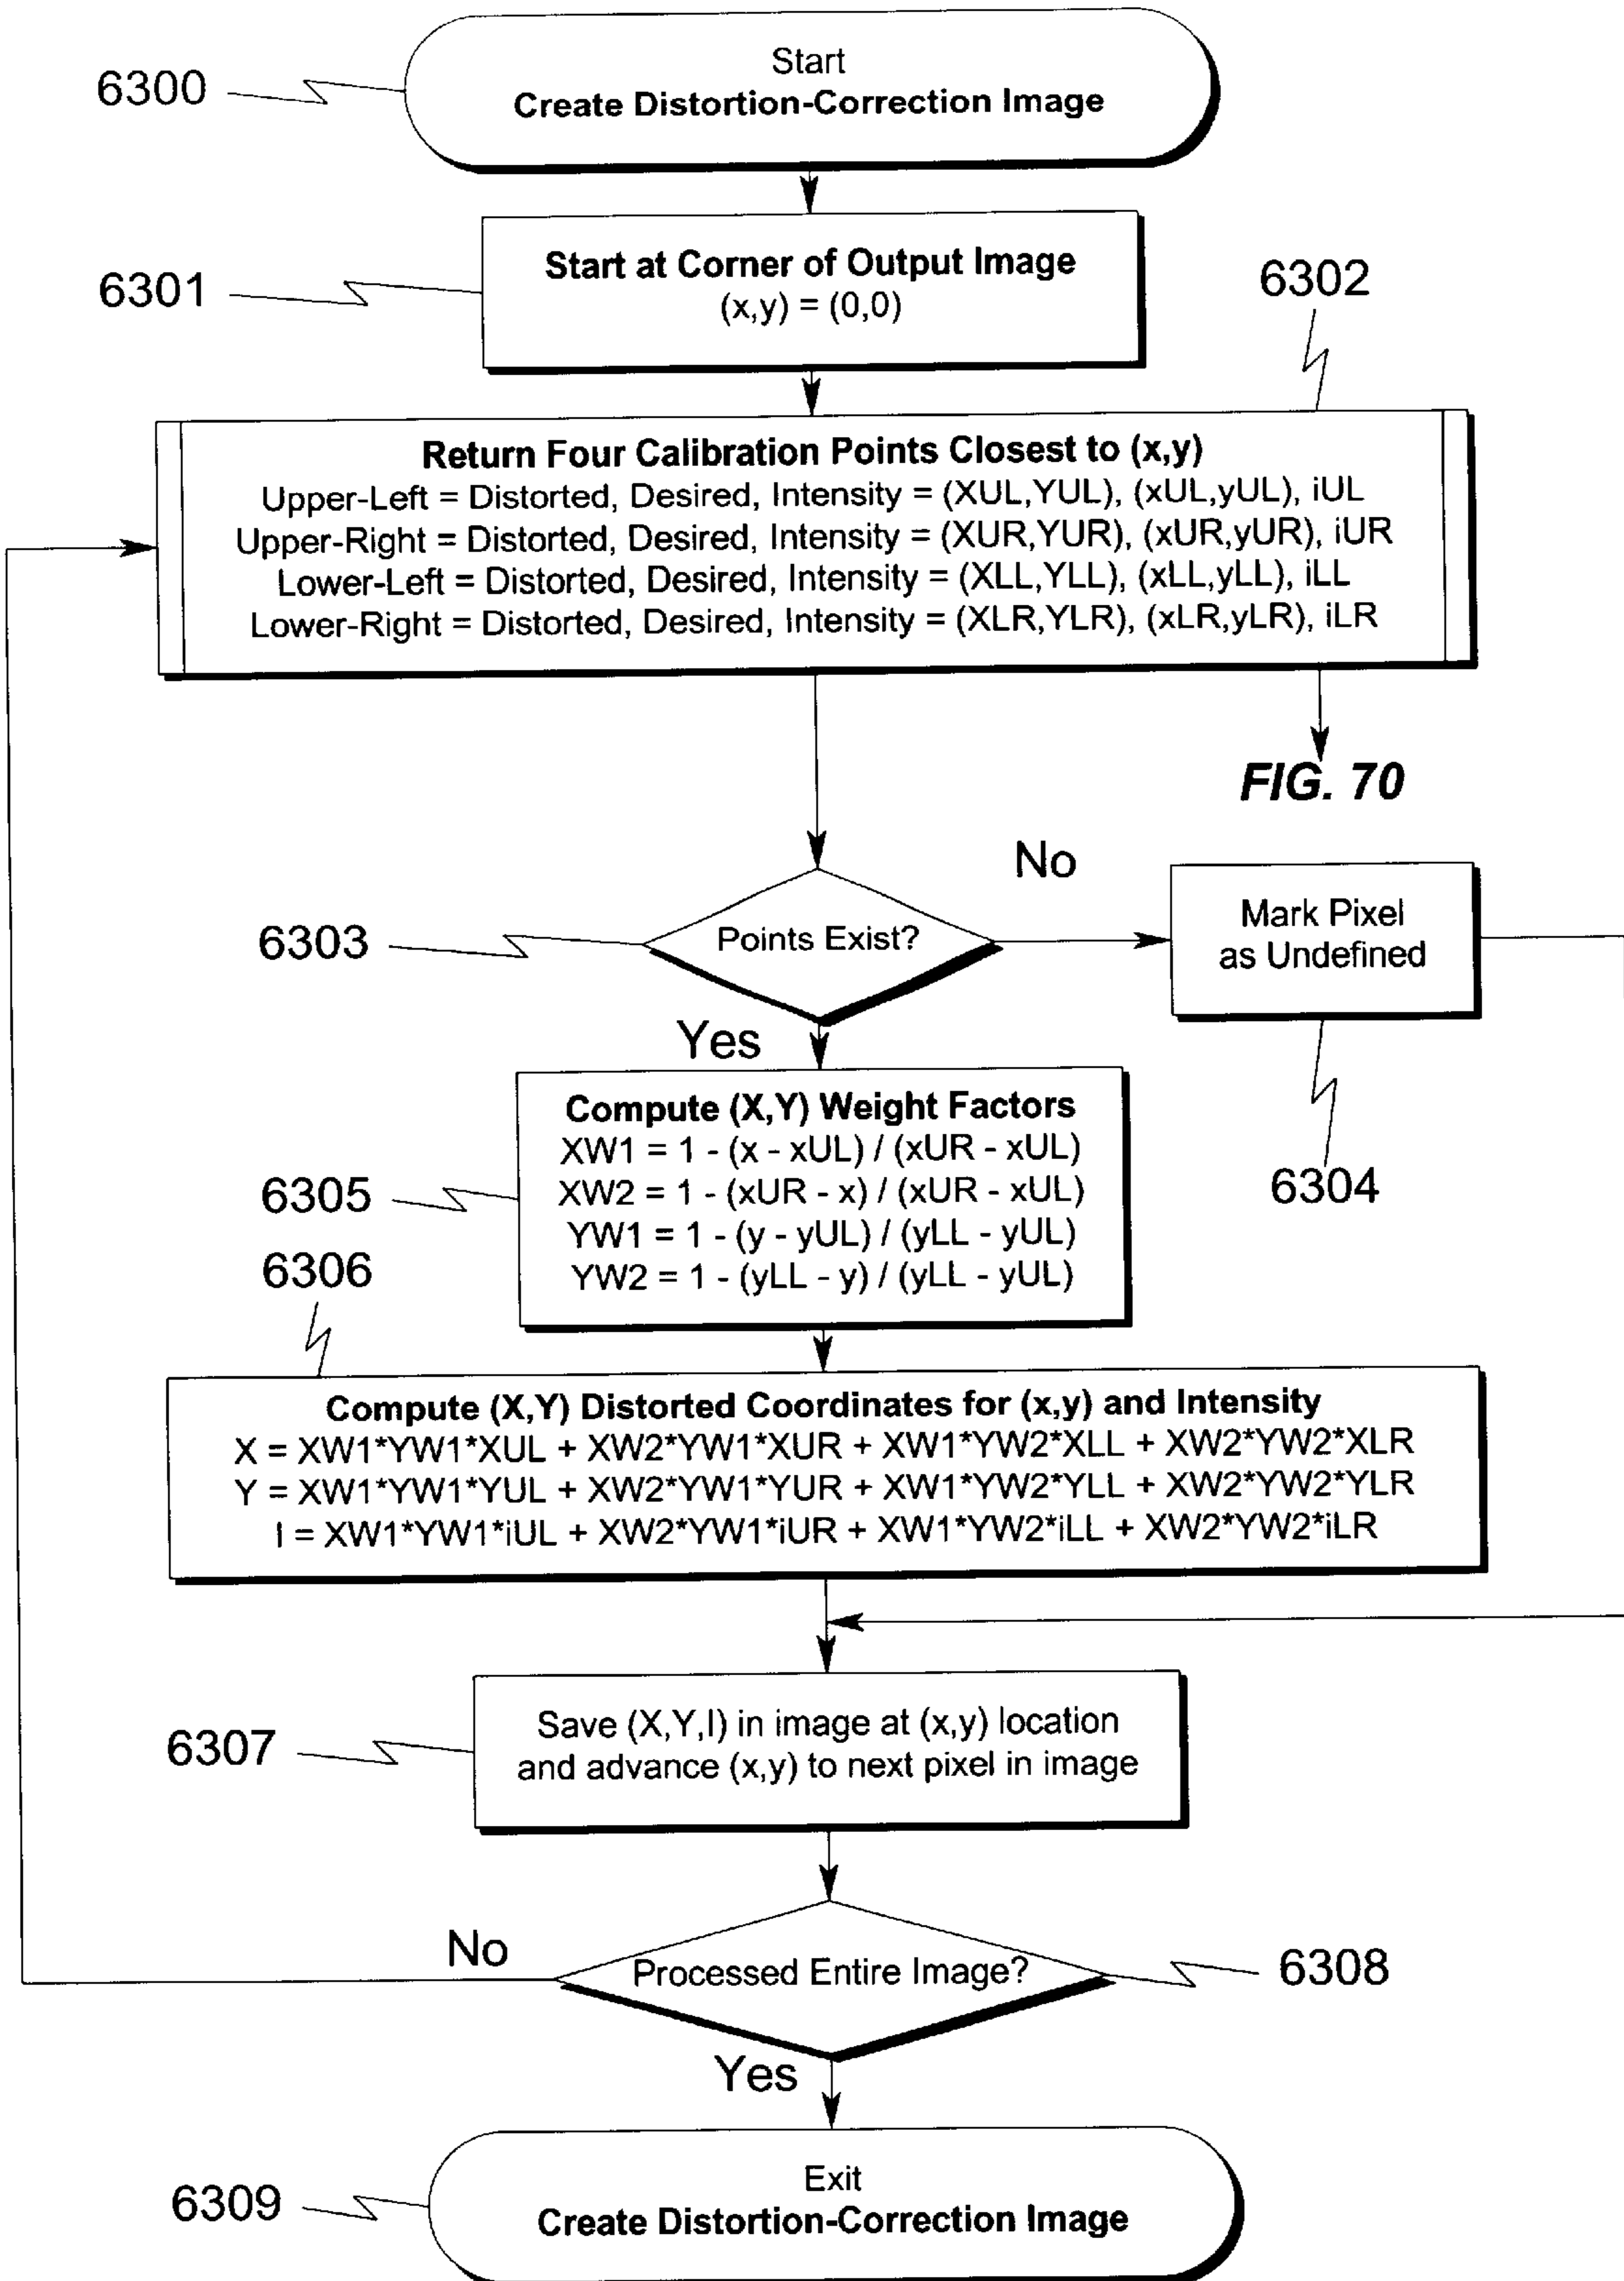 Start
Create Distortion-Correction Image
6300
Start at Corner of Output Image
(x,y) = (0,0)
6301
6302
Return Four Calibration Points Closest to (x,y)
Upper-Left = Distorted, Desired, Intensity = (XUL,YUL), (xUL,yUL), iUL
Upper-Right = Distorted, Desired, Intensity = (XUR,YUR), (xUR,yUR), iUR
Lower-Left = Distorted, Desired, Intensity = (XLL,YLL), (xLL,yLL), iLL
Lower-Right = Distorted, Desired, Intensity = (XLR,YLR), (xLR,yLR), iLR
FIG. 70
No
6303
Points Exist?
Mark Pixel
as Undefined
Yes
6304
Compute (X,Y) Weight Factors
XW1 = 1 - (x - xUL) / (xUR - xUL)
XW2 = 1 - (xUR - x) / (xUR - xUL)
YW1 = 1 - (y - yUL) / (yLL - yUL)
YW2 = 1 - (yLL - y) / (yLL - yUL)
6305
6306
Compute (X,Y) Distorted Coordinates for (x,y) and Intensity
X = XW1*YW1*XUL + XW2*YW1*XUR + XW1*YW2*XLL + XW2*YW2*XLR
Y = XW1*YW1*YUL + XW2*YW1*YUR + XW1*YW2*YLL + XW2*YW2*YLR
I = XW1*YW1*iUL + XW2*YW1*iUR + XW1*YW2*iLL + XW2*YW2*iLR
6307
Save (X,Y,I) in image at (x,y) location
and advance (x,y) to next pixel in image
No
Processed Entire Image?
6308
Yes
6309
Exit
Create Distortion-Correction Image